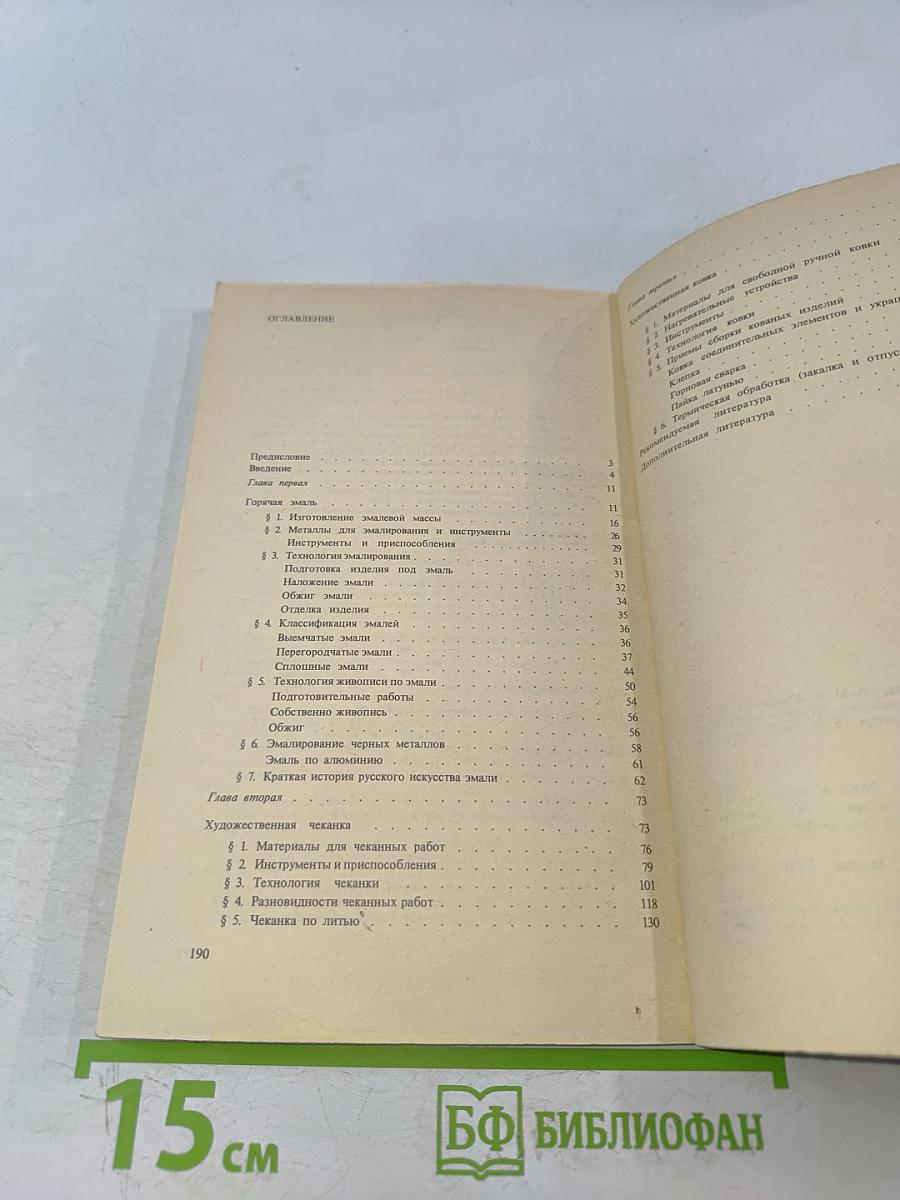 ОГЛАВЛЕНИЕ
Предисловие . . . . . . . . . . . . . . . . . . . . 3
Введение . . . . . . . . . . . . . . . . . . . . 4
Глава первая . . . . . . . . . . . . . . . . . . . . 11
Горячая эмаль . . . . . . . . . . . . . . . . . . . . 11
§ 1. Изготовление эмалевой массы . . . . . . . . . . 16
§ 2. Металлы для эмалирования и инструменты . . . . . . . . 26
Инструменты и приспособления . . . . . . . . . . 29
§ 3. Технология эмалирования . . . . . . . . . . . . 31
Подготовка изделия под эмаль . . . . . . . . . . 31
Наложение эмали . . . . . . . . . . . . . . 32
Обжиг эмали . . . . . . . . . . . . . . . 34
Отделка изделия . . . . . . . . . . . . . . 35
§ 4. Классификация эмалей . . . . . . . . . . . . . 36
Выемчатые эмали . . . . . . . . . . . . . . 36
Перегородчатые эмали . . . . . . . . . . . . . 37
Сплошные эмали . . . . . . . . . . . . . . 44
§ 5. Технология живописи по эмали . . . . . . . . . . 50
Подготовительные работы . . . . . . . . . . . 54
Собственно живопись . . . . . . . . . . . . . 56
Обжиг . . . . . . . . . . . . . . . . . 56
§ 6. Эмалирование черных металлов . . . . . . . . . . 58
Эмаль по алюминию . . . . . . . . . . . . . 61
§ 7. Краткая история русского искусства эмали . . . . . . . 62
Глава вторая . . . . . . . . . . . . . . . . . . 73
Художественная чеканка . . . . . . . . . . . . . . 73
§ 1. Материалы для чеканных работ . . . . . . . . . . 76
§ 2. Инструменты и приспособления . . . . . . . . . . 79
§ 3. Технология чеканки . . . . . . . . . . . . . 101
§ 4. Разновидности чеканных работ . . . . . . . . . . 118
§ 5. Чеканка по литью . . . . . . . . . . . . . . 130
190
Глава третья . . . . . . . . . .
Художественная ковка . . . . . . . .
§ 1. Материалы для свободной ручной ковки .
§ 2. Нагревательные устройства . . . . .
§ 3. Инструменты . . . . . . . .
§ 4. Технология ковки . . . . . . .
§ 5. Приемы сборки кованых изделий . . .
Ковка соединительных элементов и украш
Клепка . . . . . . . . . .
Горновая сварка . . . . . . .
Пайка латунью . . . . . . . .
§ 6. Термическая обработка (закалка и отпус
Рекомендуемая литература . . . . .
Дополнительная литература . . . . .
15 см
БФ БИБЛИОФАН